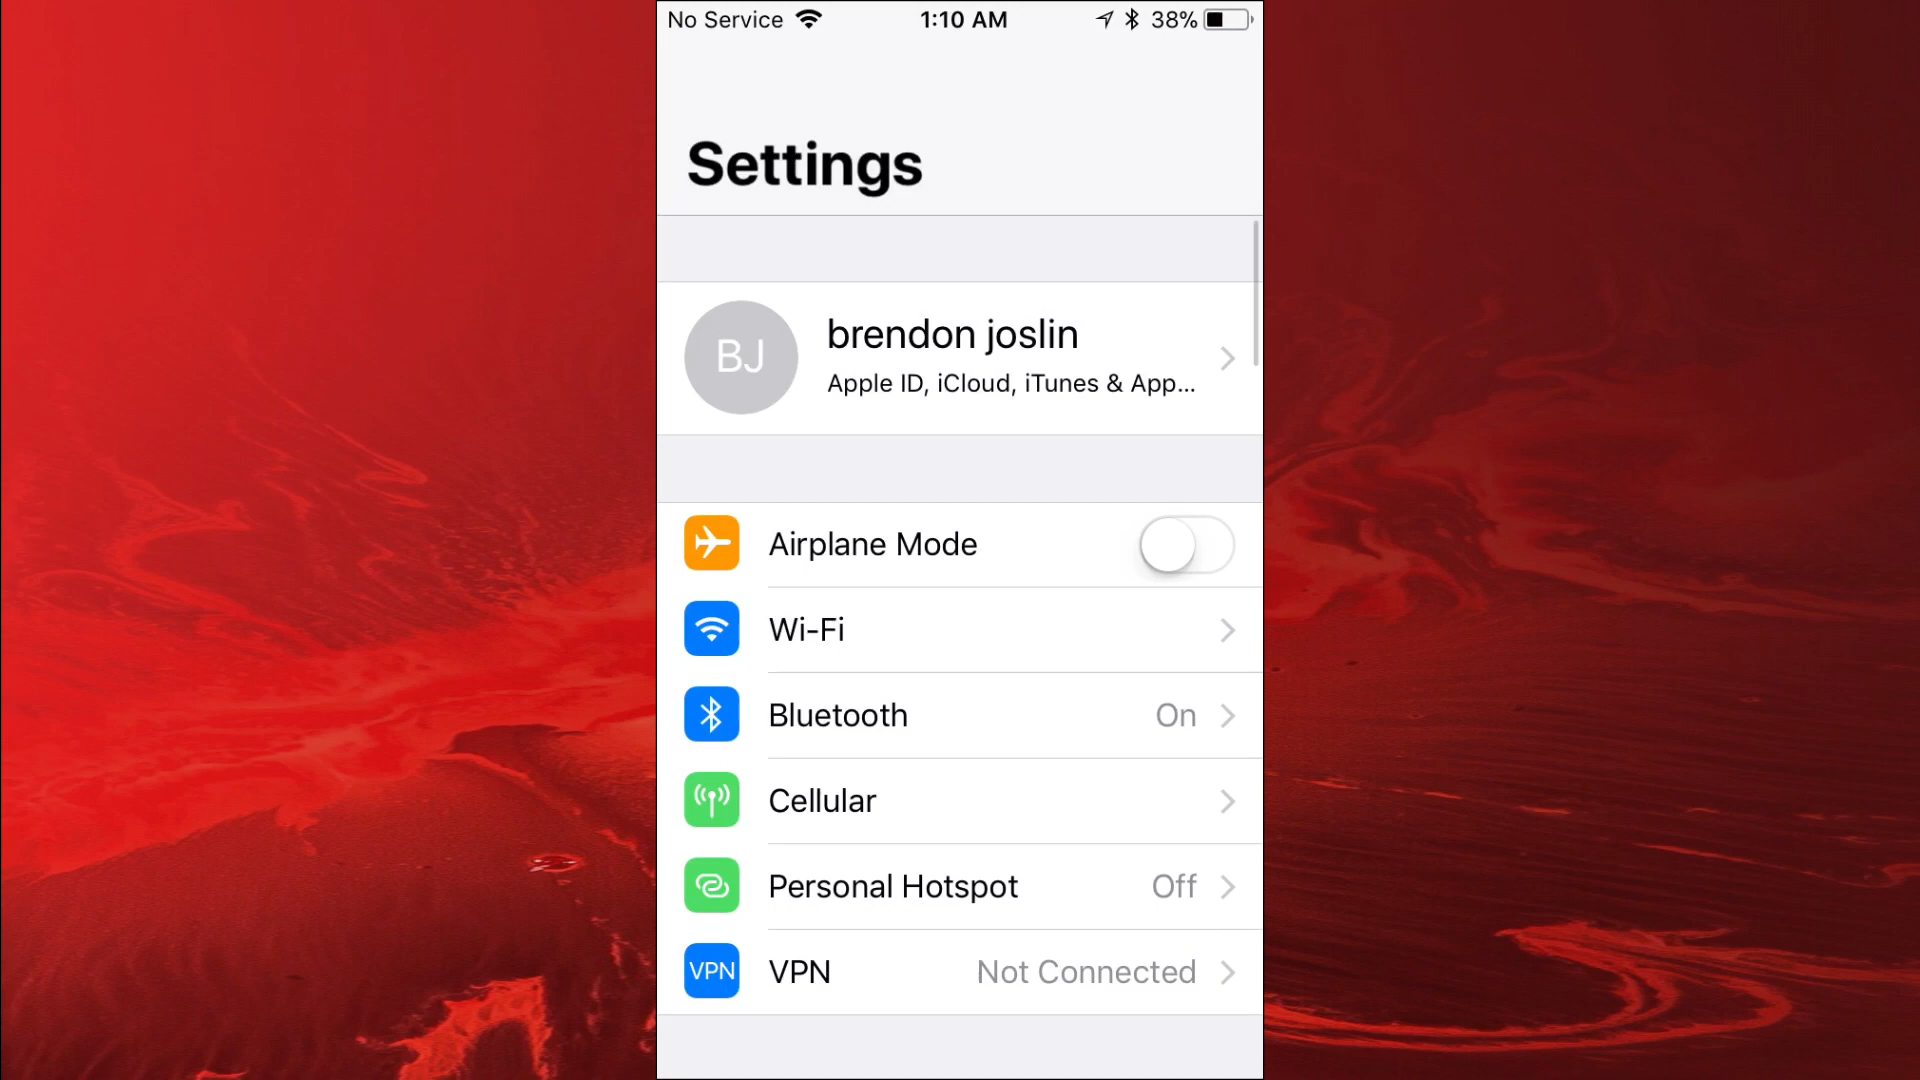 No Service 1:10 AM 38%
Settings
BJ
brendon joslin
Apple ID, iCloud, iTunes & App...
Airplane Mode
Wi-Fi
Bluetooth On
Cellular
Personal Hotspot Off
VPN VPN Not Connected